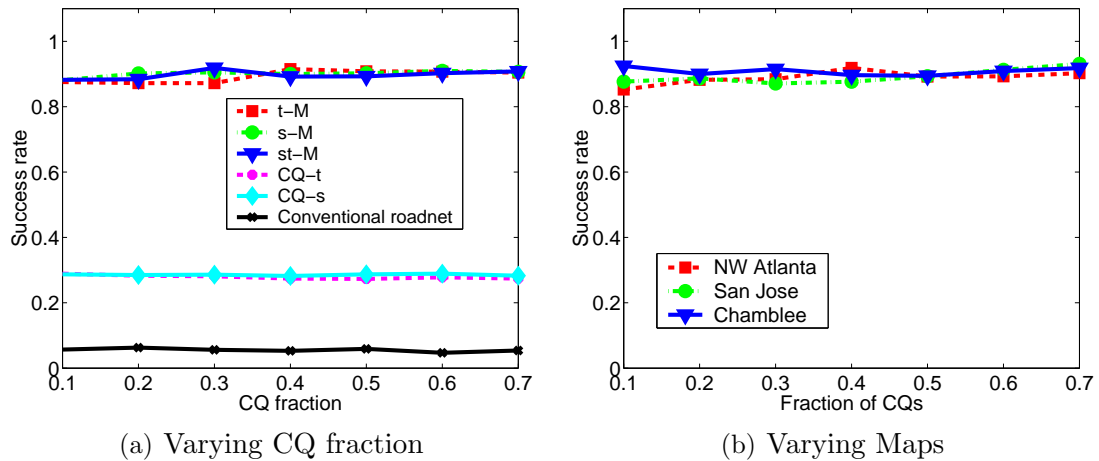 1
0.8
0.6
0.4
0.2
0
Success rate
0.1 0.2 0.3 0.4 0.5 0.6 0.7
CQ fraction
t-M
s-M
st-M
CQ-t
CQ-s
Conventional roadnet
(a) Varying CQ fraction
1
0.8
0.6
0.4
0.2
0
Success rate
0.1 0.2 0.3 0.4 0.5 0.6 0.7
Fraction of CQs
NW Atlanta
San Jose
Chamblee
(b) Varying Maps